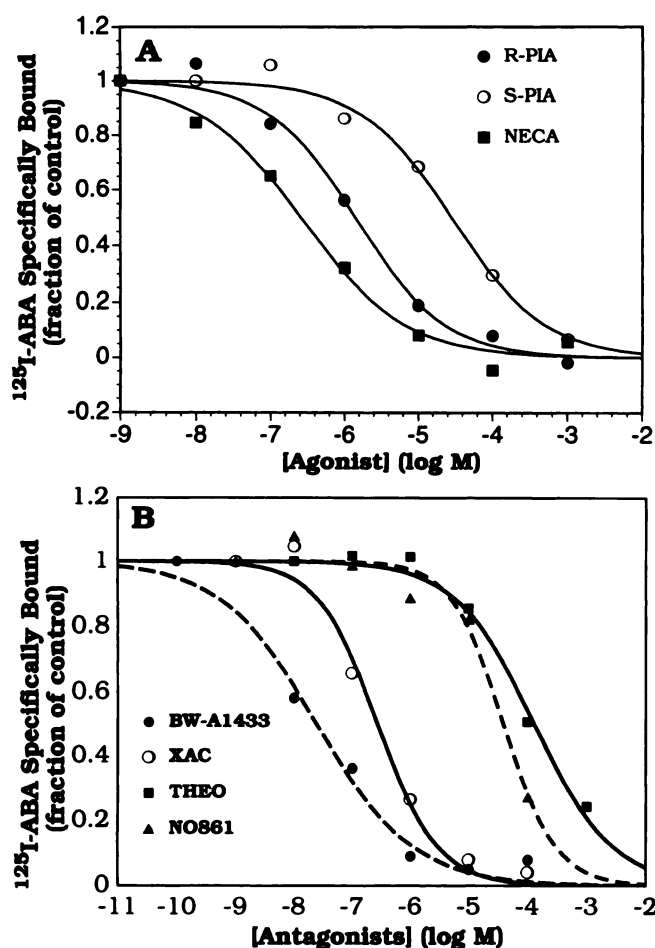 A
1.2
1
0.8
0.6
0.4
0.2
0
-0.2
125I-ABA Specifically Bound
(fraction of control)
R-PIA
S-PIA
NECA
-9 -8 -7 -6 -5 -4 -3 -2
[Agonist] (log M)
B
1.2
1
0.8
0.6
0.4
0.2
0
125I-ABA Specifically Bound
(fraction of control)
BW-A1433
XAC
THEO
NO861
-11 -10 -9 -8 -7 -6 -5 -4 -3 -2
[Antagonists] (log M)